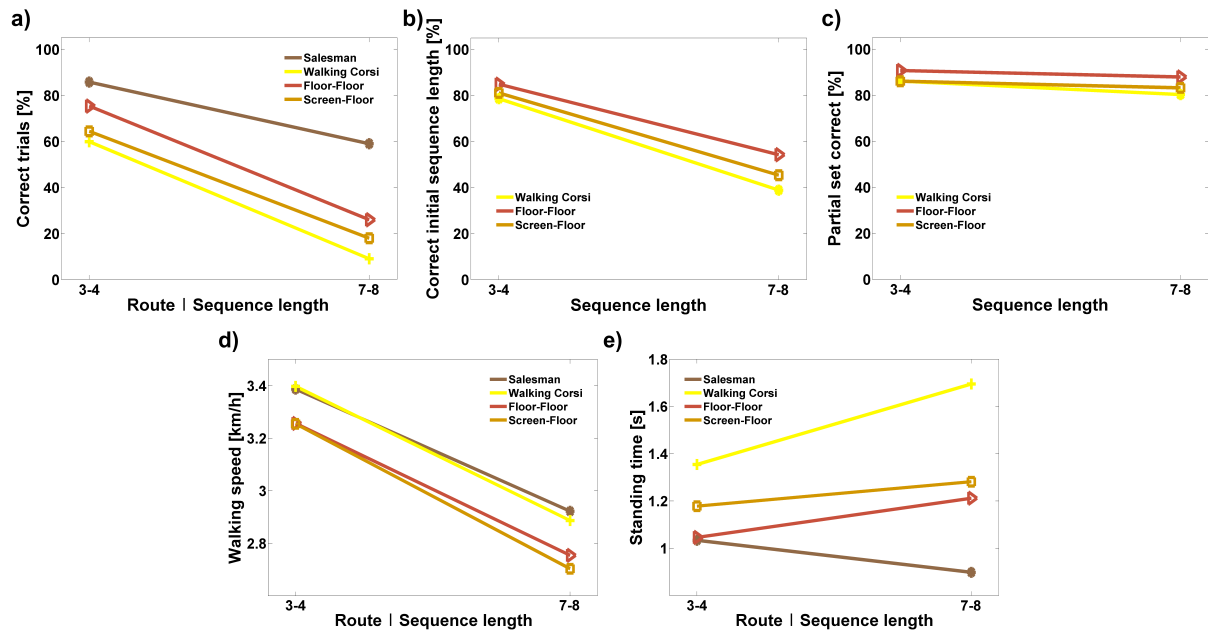 a)
Correct trials [%]
100
80
60
40
20
0
Salesman
Walking Corsi
Floor-Floor
Screen-Floor
3-4
7-8
Route | Sequence length
b)
Correct initial sequence length [%]
100
80
60
40
20
0
Walking Corsi
Floor-Floor
Screen-Floor
3-4
7-8
Sequence length
c)
Partial set correct [%]
100
80
60
40
20
0
Walking Corsi
Floor-Floor
Screen-Floor
3-4
7-8
Sequence length
d)
Walking speed [km/h]
3.4
3.2
3
2.8
Salesman
Walking Corsi
Floor-Floor
Screen-Floor
3-4
7-8
Route | Sequence length
e)
Standing time [s]
1.8
1.6
1.4
1.2
1
Salesman
Walking Corsi
Floor-Floor
Screen-Floor
3-4
7-8
Route | Sequence length